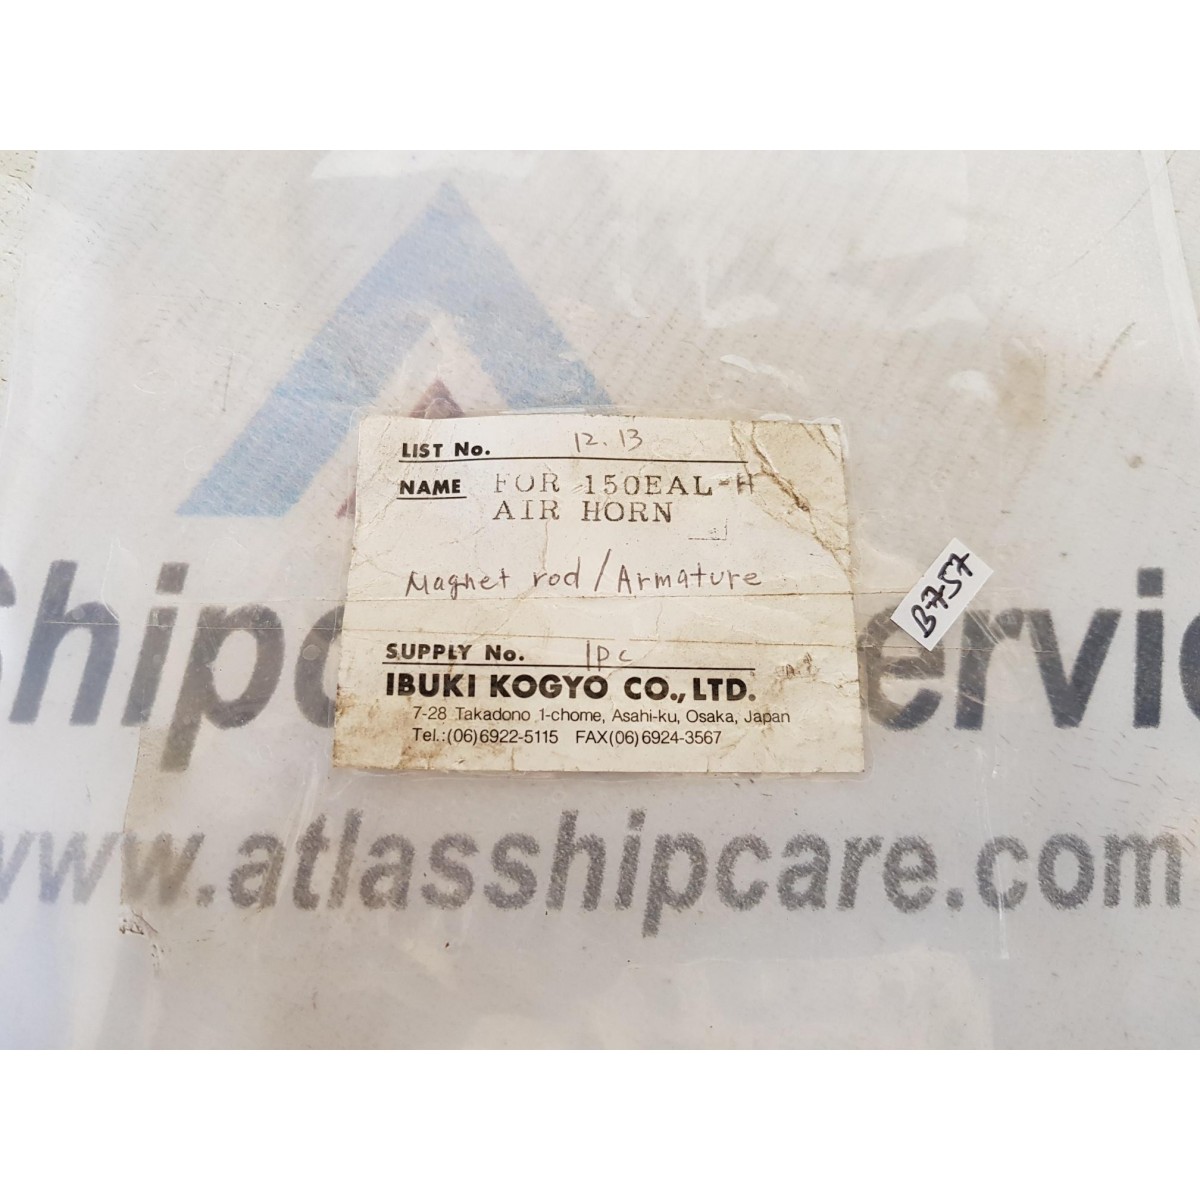 LIST No. 12.13
NAME FOR 150EAL-H
AIR HORN
Magnet rod / Armature
SUPPLY No. 1pc
IBUKI KOGYO CO., LTD.
7-28 Takadono 1-chome, Asahi-ku, Osaka, Japan
Tel.:(06)6922-5115 FAX(06)6924-3567
B-757
Shipc ervic
www.atlasshipcare.com